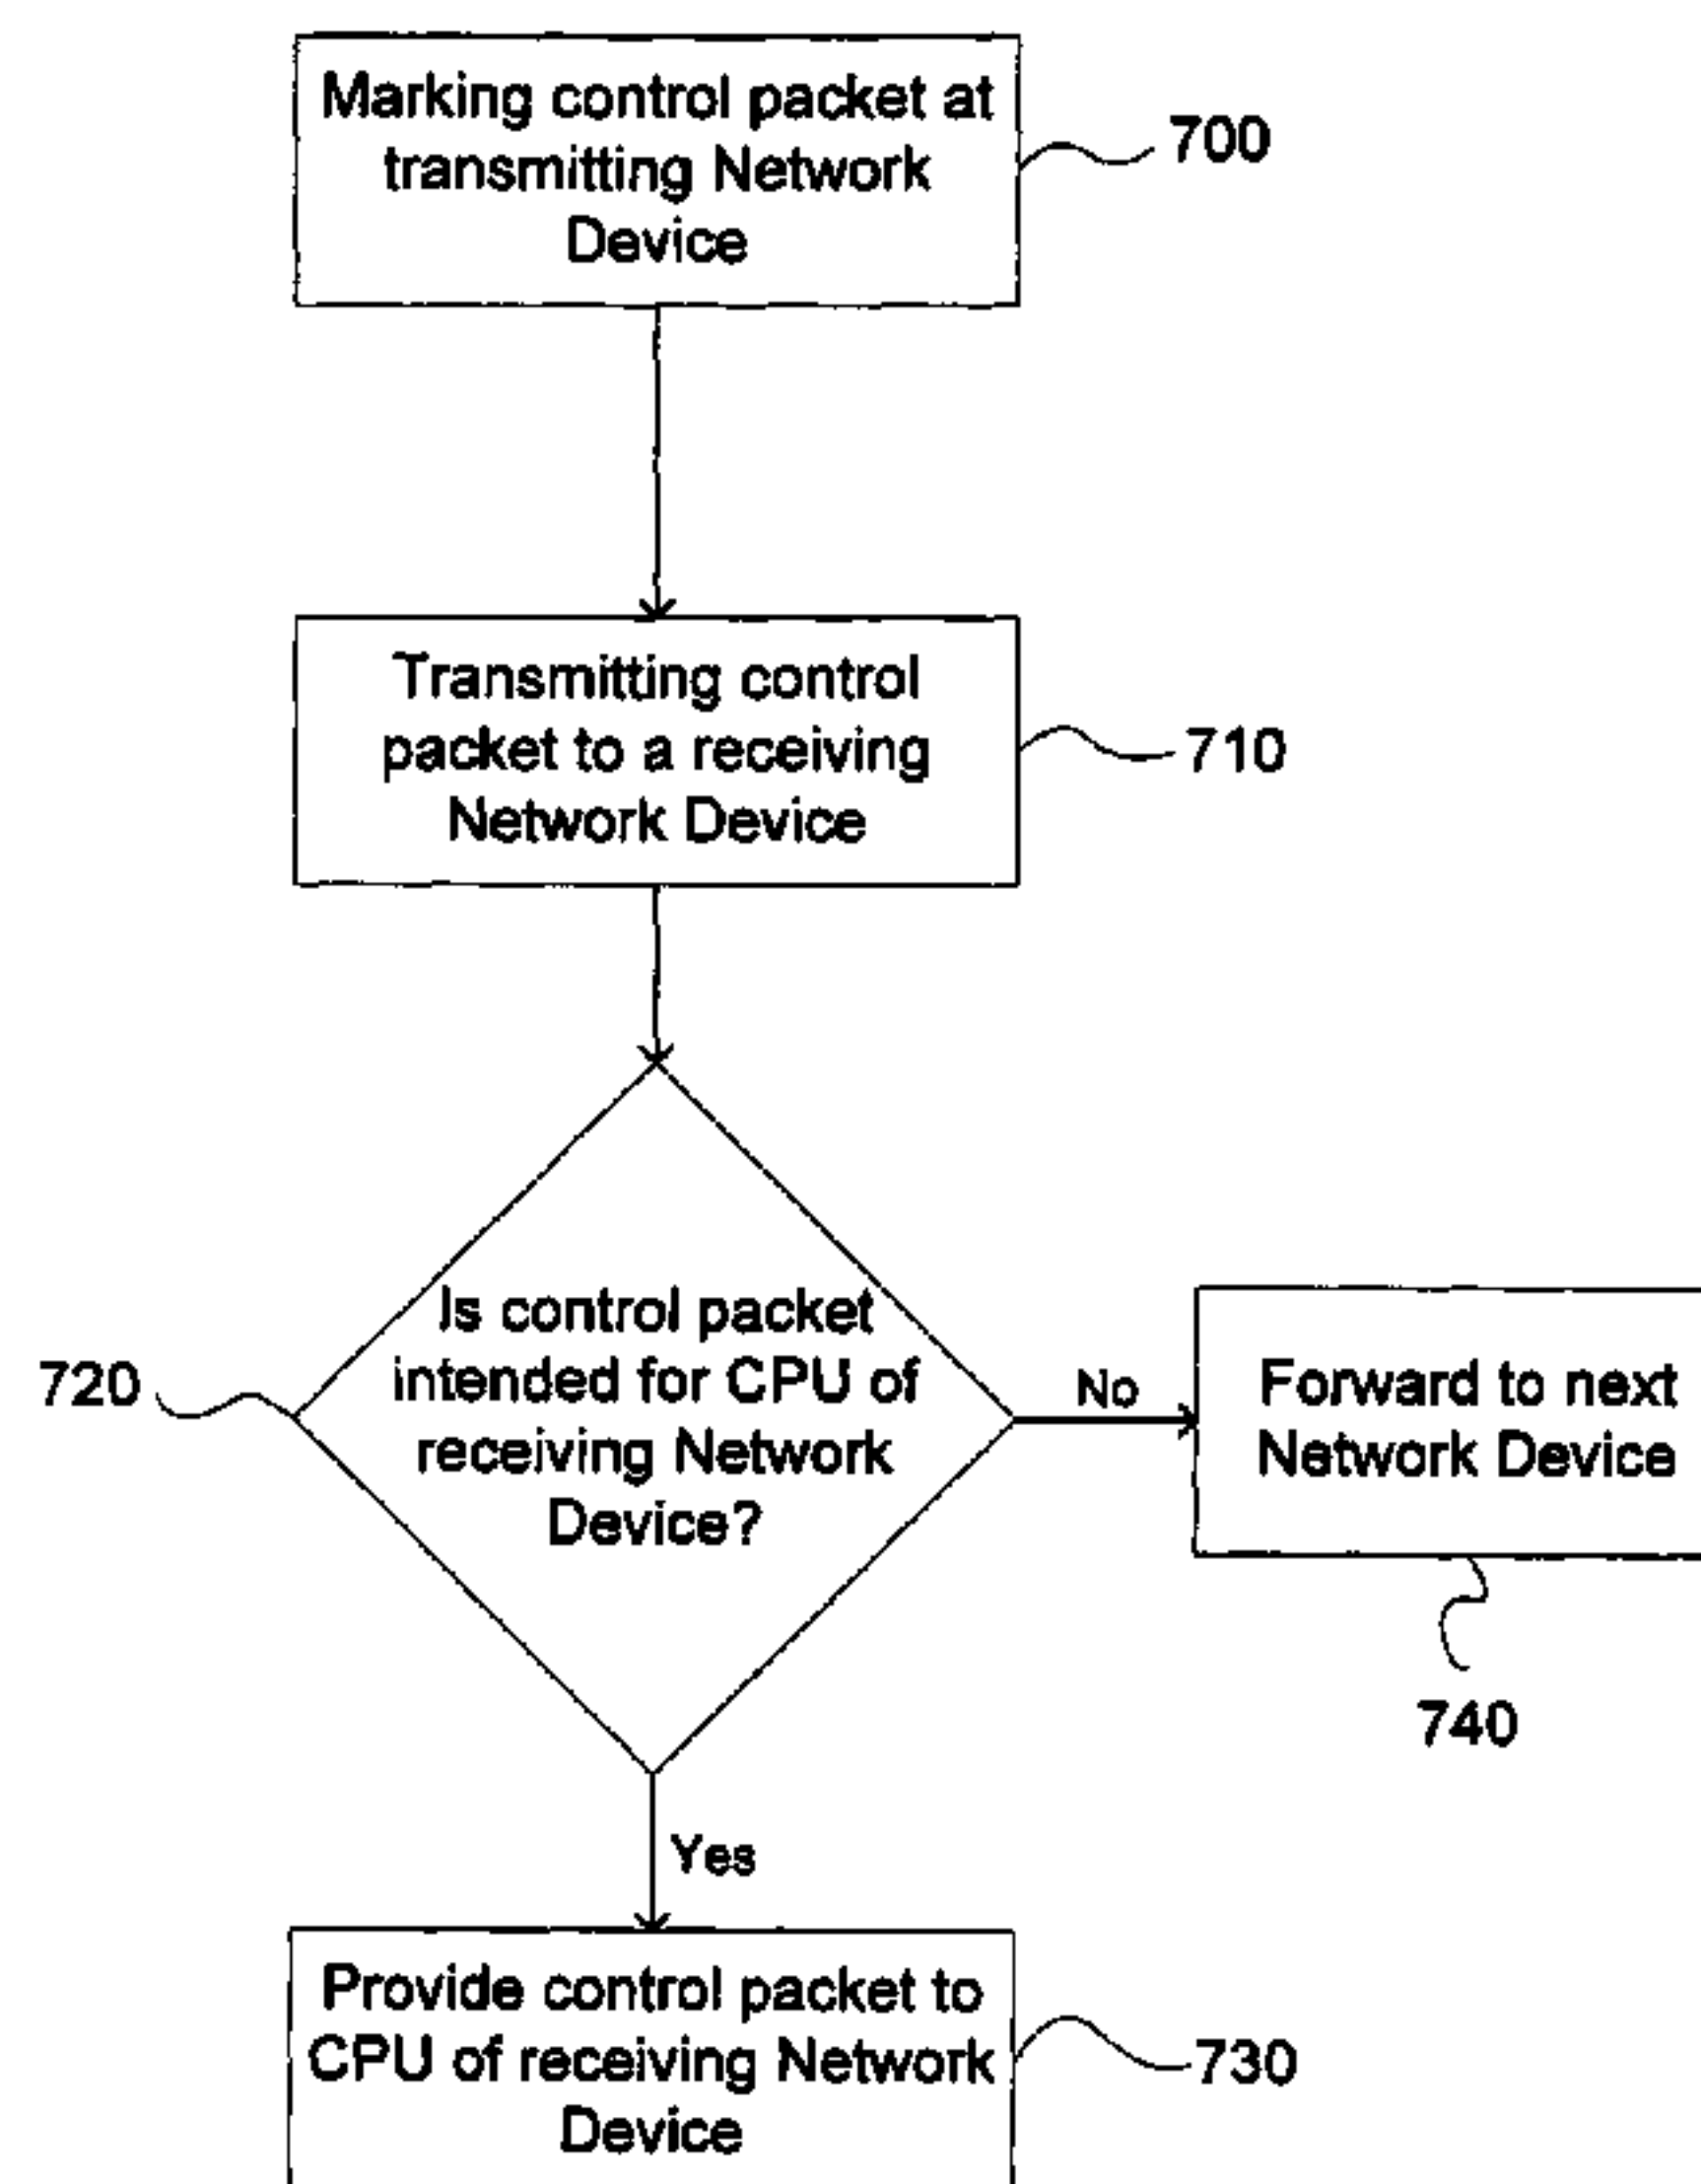 Marking control packet at
transmitting Network
Device
700
Transmitting control
packet to a receiving
Network Device
710
Is control packet
intended for CPU of
receiving Network
Device?
720
No
Forward to next
Network Device
740
Yes
Provide control packet to
CPU of receiving Network
Device
730